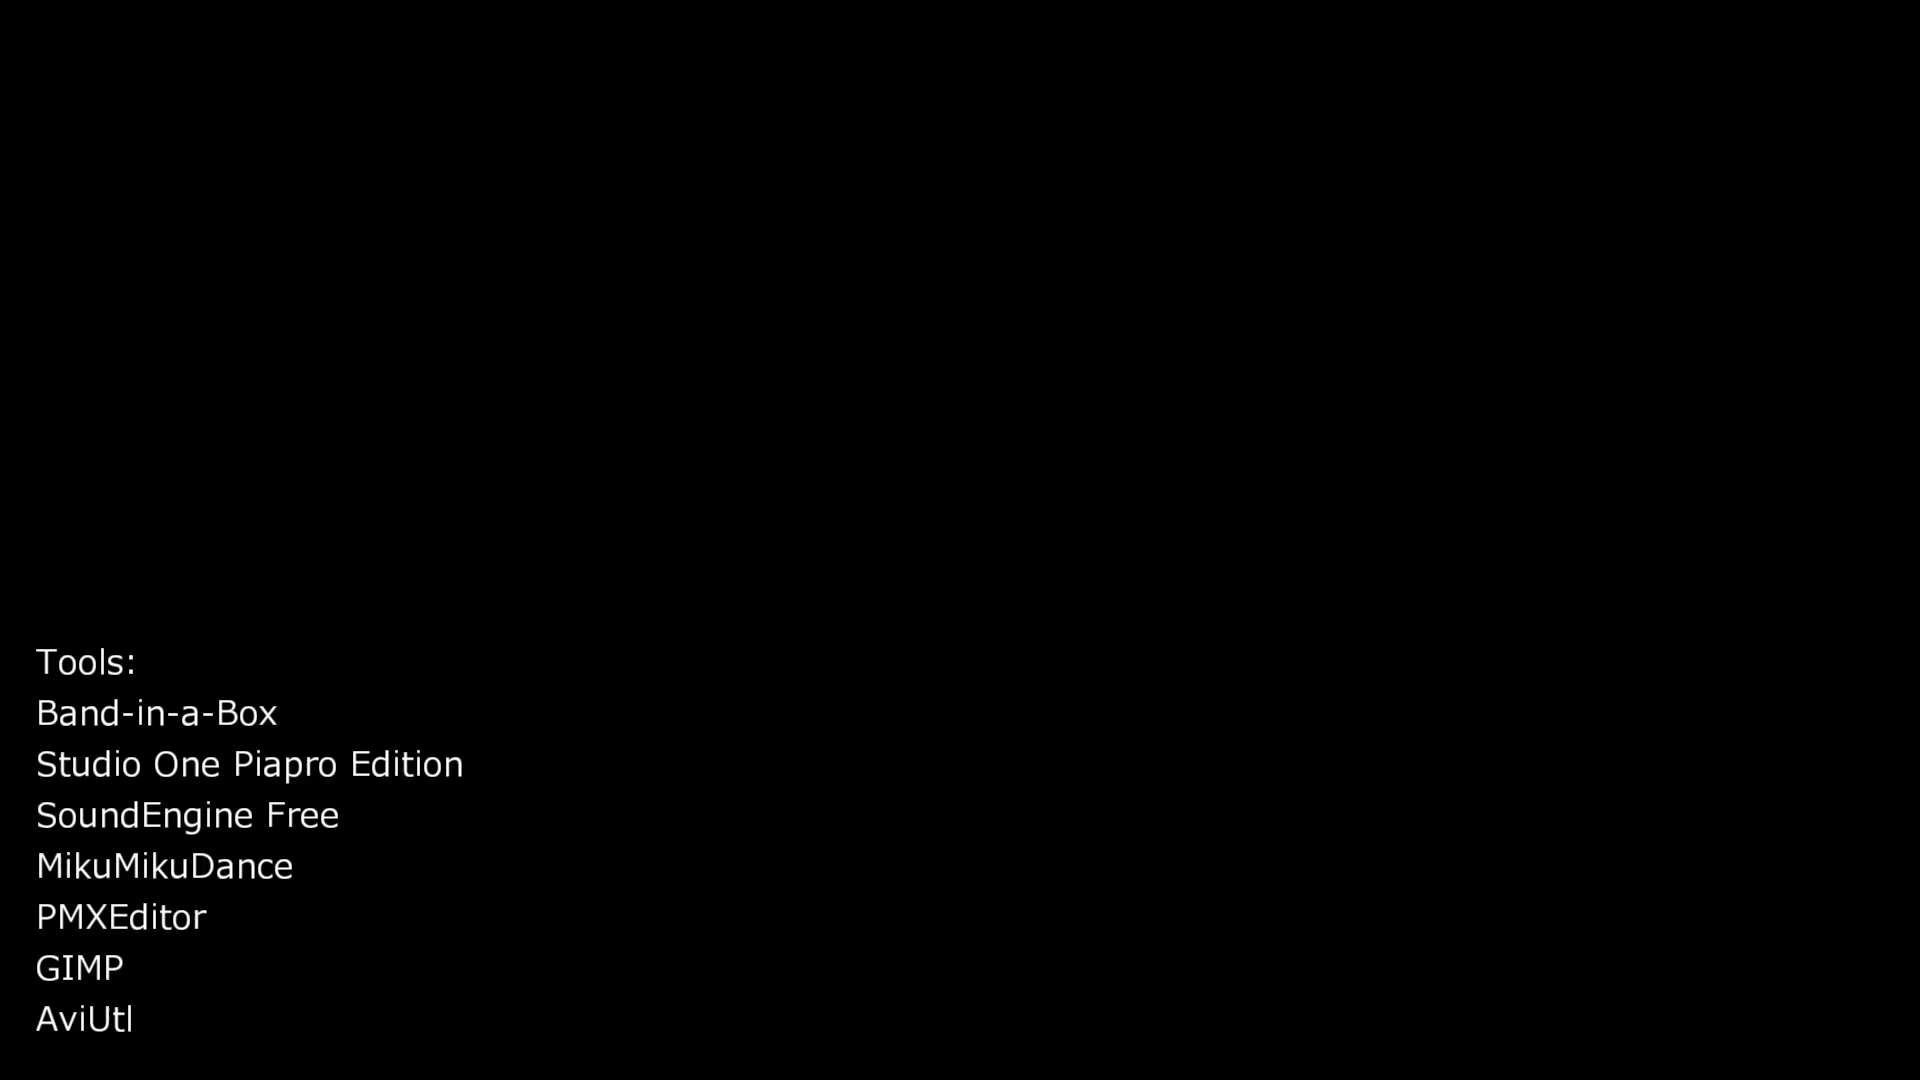 Tools:
Band-in-a-Box
Studio One Piapro Edition
SoundEngine Free
MikuMikuDance
PMXEditor
GIMP
AviUtl